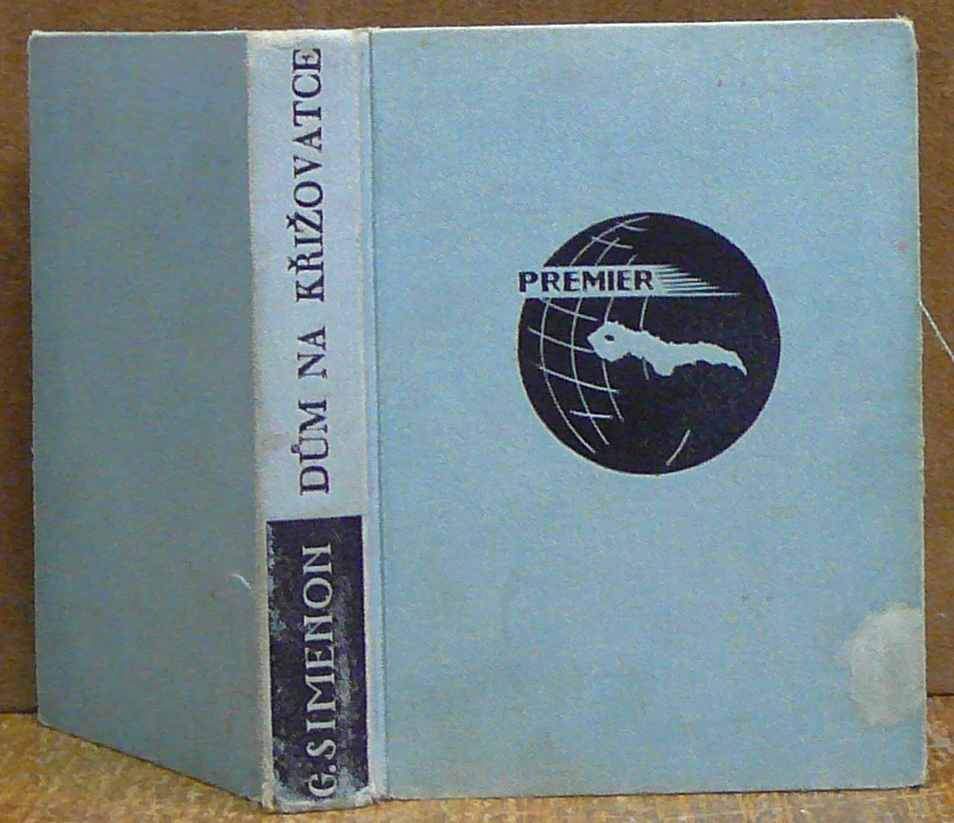 G. SIMENON
DŮM NA KŘIŽOVATCE
PREMIER